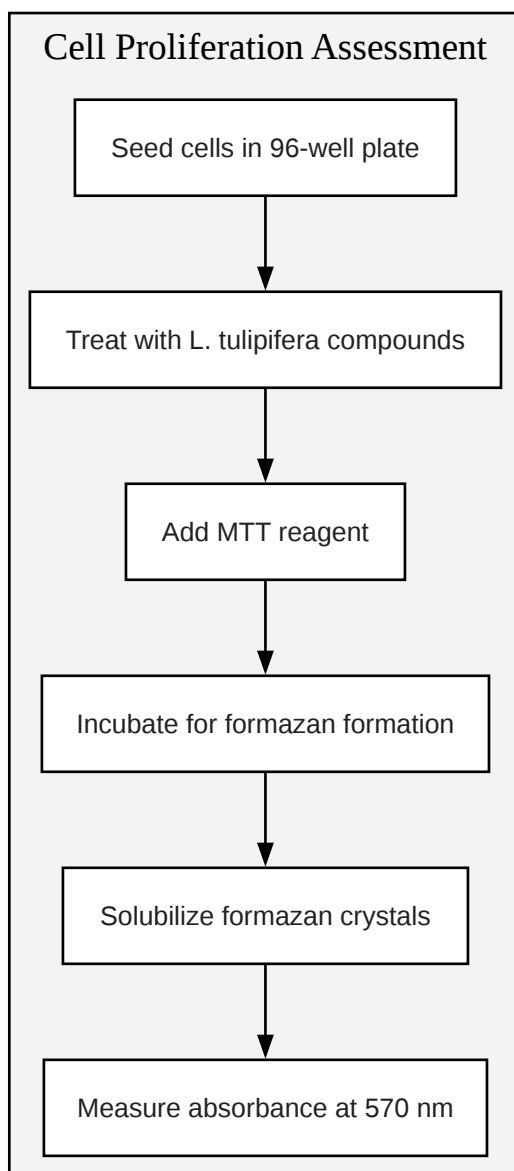 Cell Proliferation Assessment
Seed cells in 96-well plate
Treat with L. tulipifera compounds
Add MTT reagent
Incubate for formazan formation
Solubilize formazan crystals
Measure absorbance at 570 nm